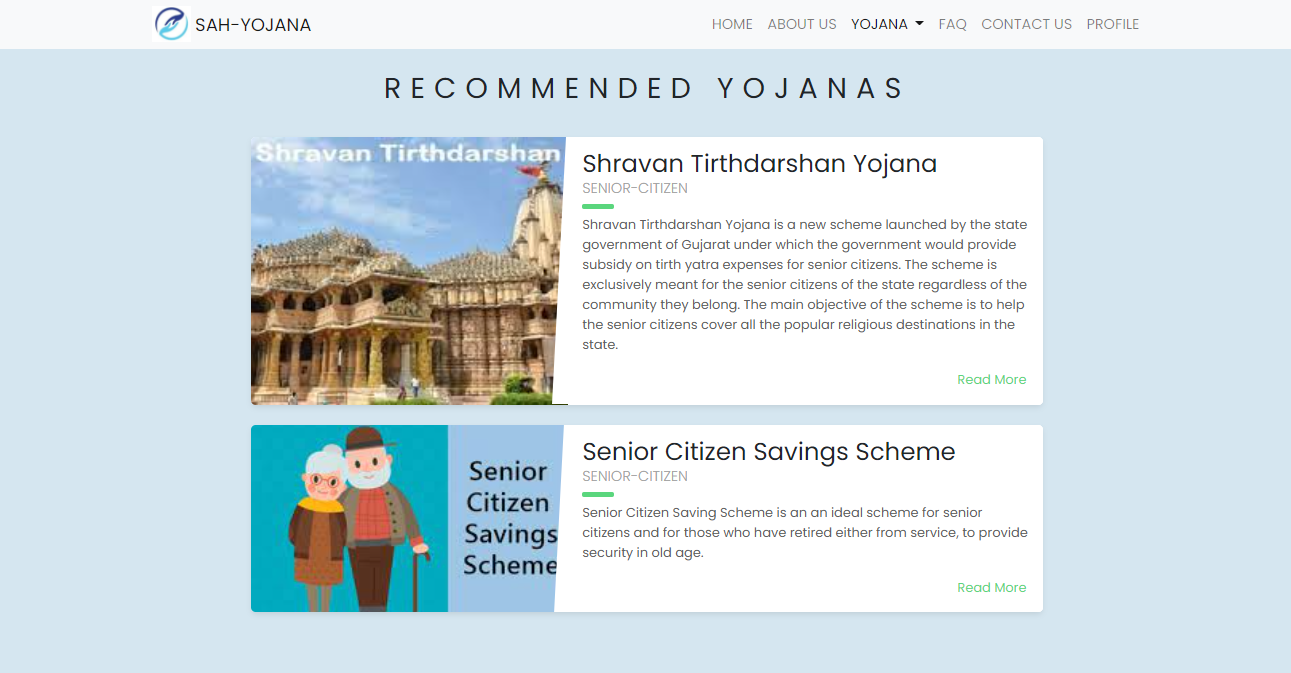 SAH-YOJANA
HOME ABOUT US YOJANA FAQ CONTACT US PROFILE
RECOMMENDED YOJANAS
Shravan Tirthdarshan
Shravan Tirthdarshan Yojana
SENIOR-CITIZEN
Shravan Tirthdarshan Yojana is a new scheme launched by the state
government of Gujarat under which the government would provide
subsidy on tirth yatra expenses for senior citizens. The scheme is
exclusively meant for the senior citizens of the state regardless of the
community they belong. The main objective of the scheme is to help
the senior citizens cover all the popular religious destinations in the
state.
Read More
Senior
Citizen
Savings
Scheme
Senior Citizen Savings Scheme
SENIOR-CITIZEN
Senior Citizen Saving Scheme is an an ideal scheme for senior
citizens and for those who have retired either from service, to provide
security in old age.
Read More